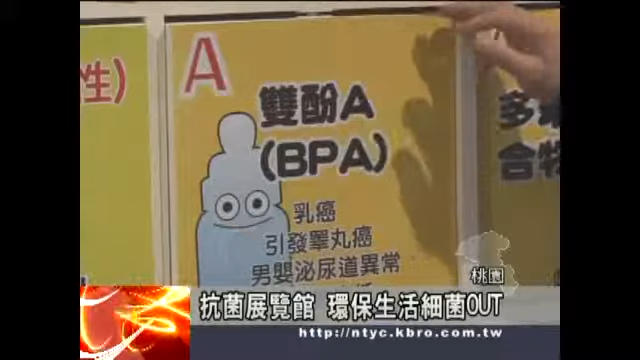 性)
A
雙酚A
(BPA)
乳癌
引發睪丸癌
男嬰泌尿道異常
多
合物
桃園
抗菌展覽館 環保生活細菌OUT
http://ntyc.kbro.com.tw